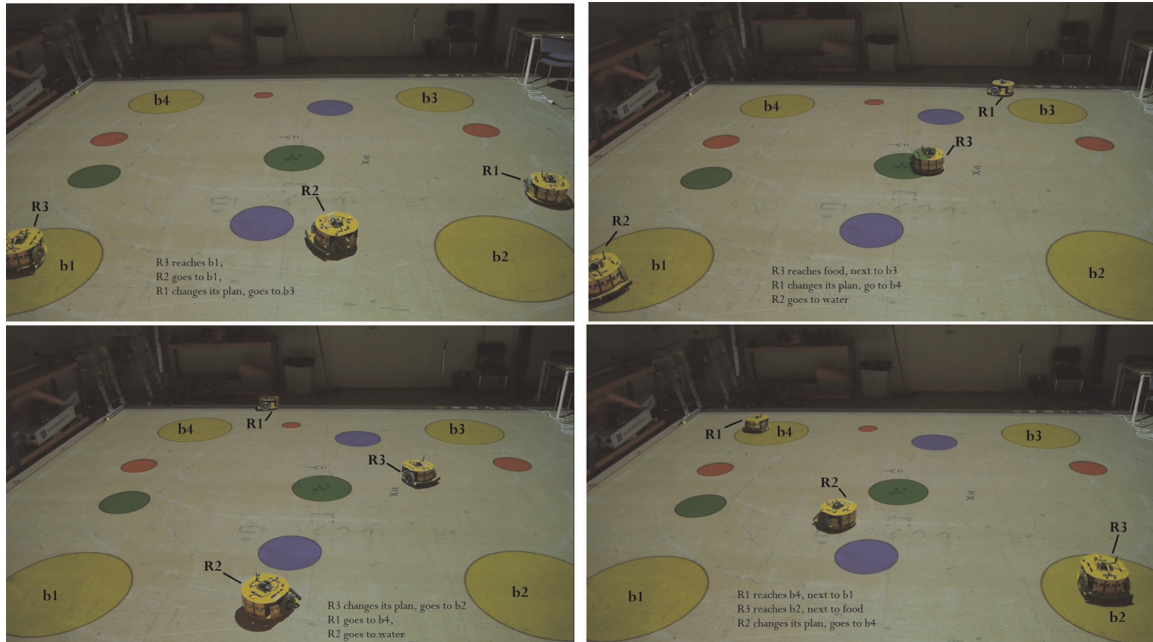 b4
b3
R1
R2
R3
b1
b2
R3 reaches b1,
R2 goes to b1,
R1 changes its plan, goes to b3
b4
b3
R1
R3
R2
b1
b2
R3 reaches food, next to b3
R1 changes its plan, go to b4
R2 goes to water
R1
b4
b3
R3
R2
b1
b2
R3 changes its plan, goes to b2
R1 goes to b4,
R2 goes to water
R1
b4
b3
R2
R3
b1
b2
R1 reaches b4, next to b1
R3 reaches b2, next to food
R2 changes its plan, goes to b4